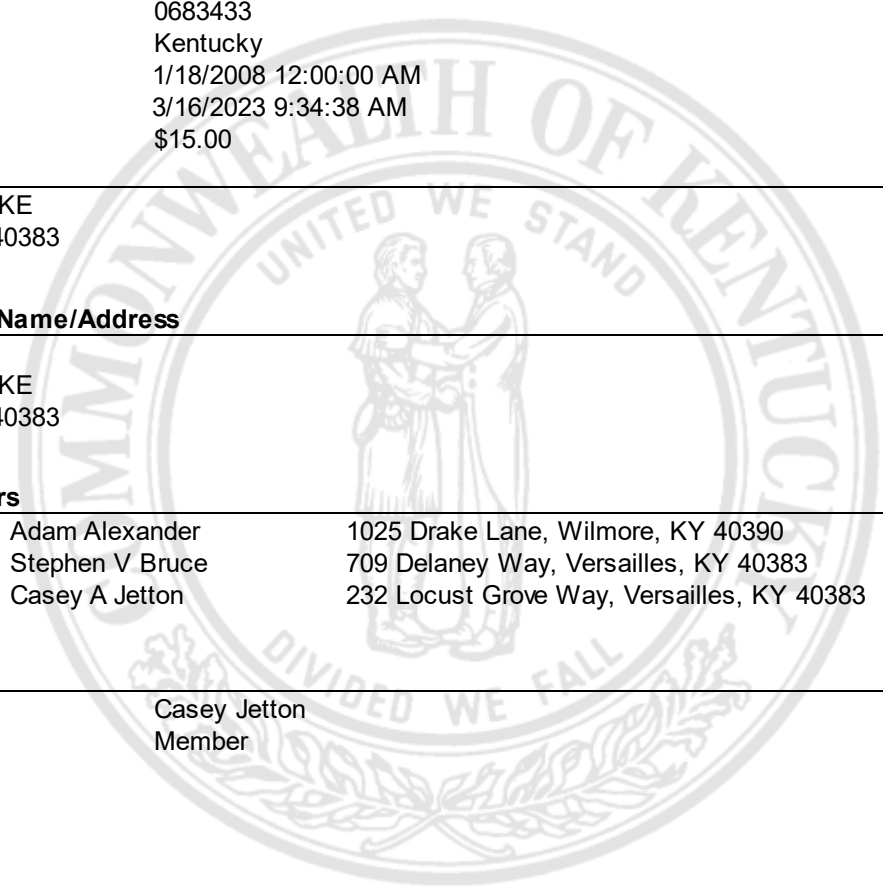 0683433
Kentucky
1/18/2008 12:00:00 AM
3/16/2023 9:34:38 AM
$15.00
KE
40383
Name/Address
KE
40383
rs
Adam Alexander 1025 Drake Lane, Wilmore, KY 40390
Stephen V Bruce 709 Delaney Way, Versailles, KY 40383
Casey A Jetton 232 Locust Grove Way, Versailles, KY 40383
Casey Jetton
Member
COMMONWEALTH OF KENTUCKY
UNITED WE STAND
DIVIDED WE FALL